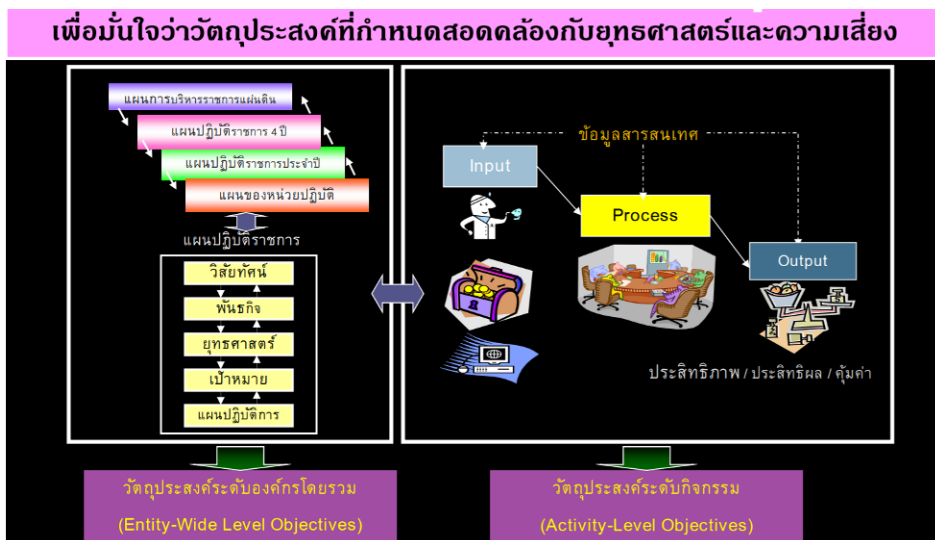 เพื่อมั่นใจว่าวัตถุประสงค์ที่กำหนดสอดคล้องกับยุทธศาสตร์และความเสี่ยง
แผนการบริหารราชการแผ่นดิน
แผนปฏิบัติราชการ 4 ปี
แผนปฏิบัติราชการประจำปี
แผนของหน่วยปฏิบัติ
แผนปฏิบัติราชการ
วิสัยทัศน์
พันธกิจ
ยุทธศาสตร์
เป้าหมาย
แผนปฏิบัติการ
ข้อมูลสารสนเทศ
Input
Process
Output
ประสิทธิภาพ / ประสิทธิผล / คุ้มค่า
วัตถุประสงค์ระดับองค์กรโดยรวม
(Entity-Wide Level Objectives)
วัตถุประสงค์ระดับกิจกรรม
(Activity-Level Objectives)